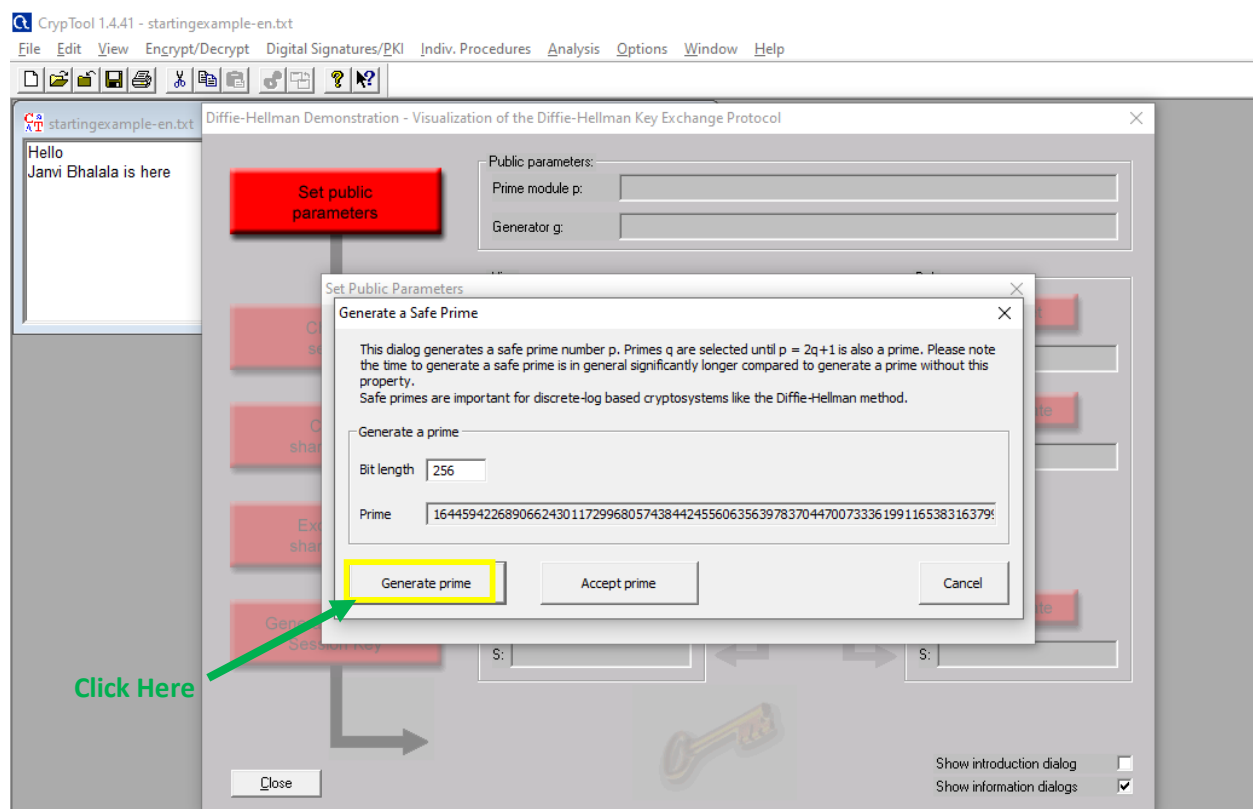 CrypTool 1.4.41 - startingexample-en.txt
File Edit View Encrypt/Decrypt Digital Signatures/PKI Indiv. Procedures Analysis Options Window Help
startingexample-en.txt
Hello
Janvi Bhalala is here
Diffie-Hellman Demonstration - Visualization of the Diffie-Hellman Key Exchange Protocol
Set public
parameters
Public parameters:
Prime module p:
Generator g:
Set Public Parameters
Generate a Safe Prime
This dialog generates a safe prime number p. Primes q are selected until p = 2q+1 is also a prime. Please note
the time to generate a safe prime is in general significantly longer compared to generate a prime without this
property.
Safe primes are important for discrete-log based cryptosystems like the Diffie-Hellman method.
Generate a prime
Bit length 256
Prime 
Generate prime Accept prime Cancel
Session Key
S: S:
Click Here
Close
Show introduction dialog
Show information dialogs